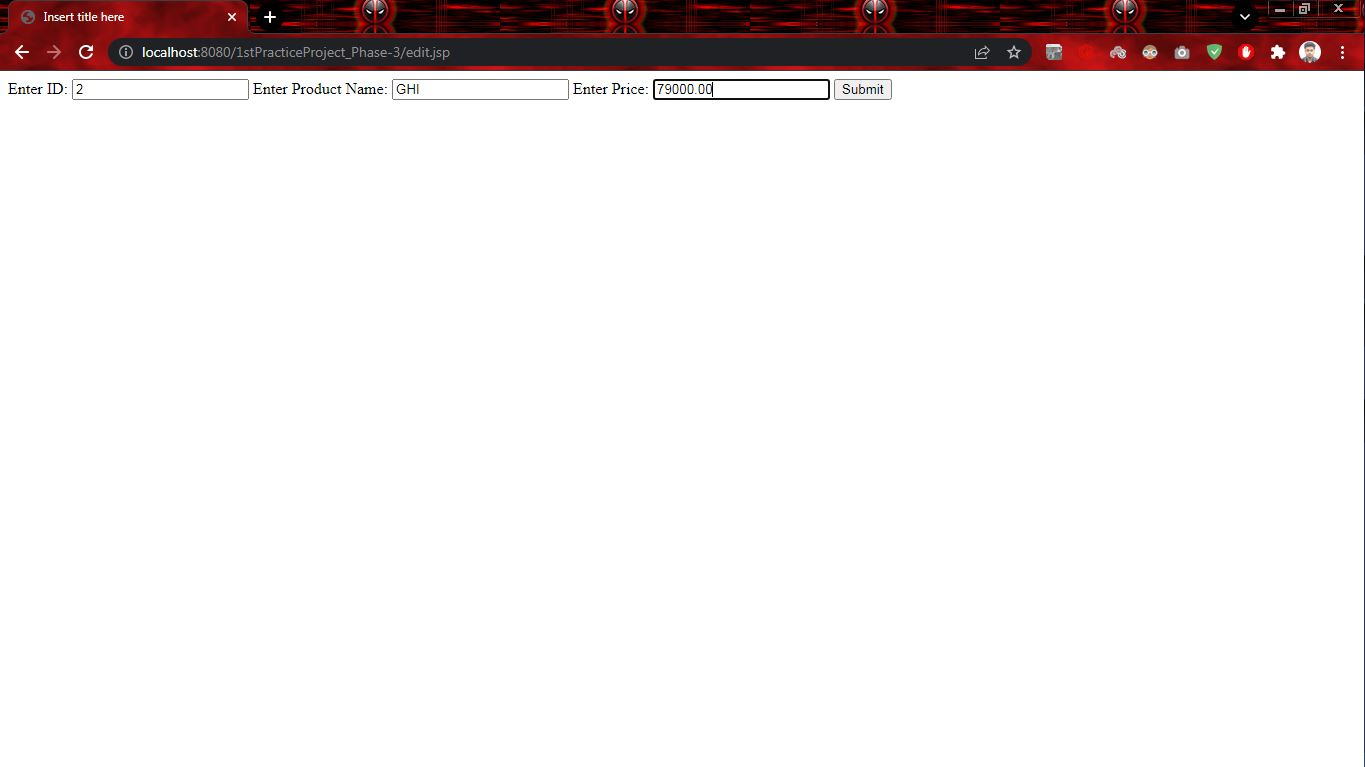 Insert title here
localhost:8080/1stPracticeProject_Phase-3/edit.jsp
Enter ID: 2 Enter Product Name: GHI Enter Price: 79000.00 Submit